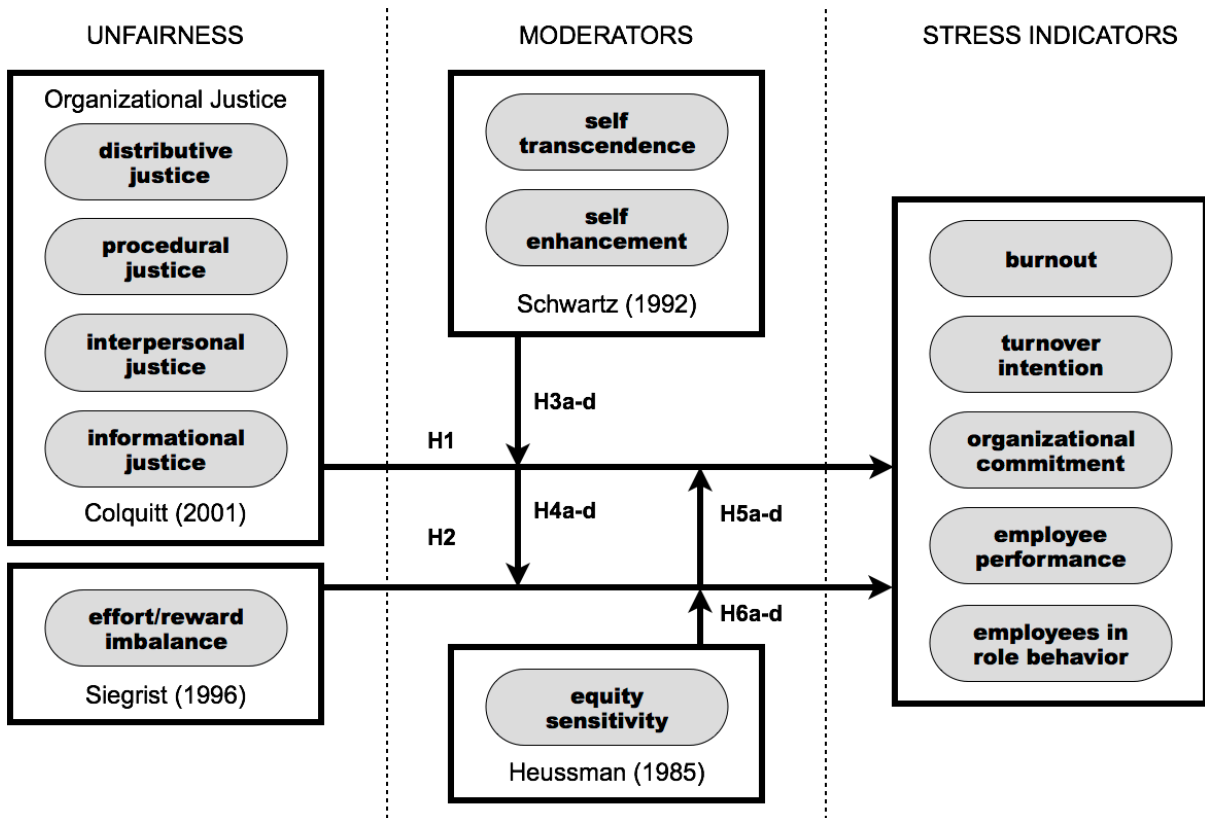 UNFAIRNESS
MODERATORS
STRESS INDICATORS
Organizational Justice
distributive
justice
procedural
justice
interpersonal
justice
informational
justice
Colquitt (2001)
effort/reward
imbalance
Siegrist (1996)
self
transcendence
self
enhancement
Schwartz (1992)
H3a-d
H1
H4a-d
H5a-d
H2
H6a-d
equity
sensitivity
Heussman (1985)
burnout
turnover
intention
organizational
commitment
employee
performance
employees in
role behavior